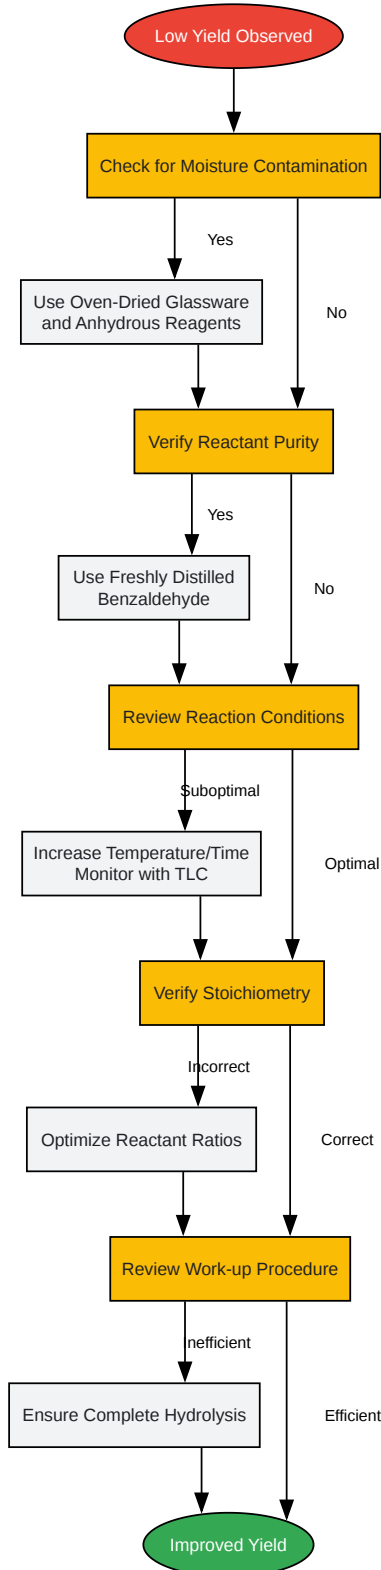 Low Yield Observed
Check for Moisture Contamination
Yes
Use Oven-Dried Glassware
and Anhydrous Reagents
No
Verify Reactant Purity
Yes
Use Freshly Distilled
Benzaldehyde
No
Review Reaction Conditions
Suboptimal
Increase Temperature/Time
Monitor with TLC
Optimal
Verify Stoichiometry
Incorrect
Optimize Reactant Ratios
Correct
Review Work-up Procedure
Inefficient
Ensure Complete Hydrolysis
Efficient
Improved Yield